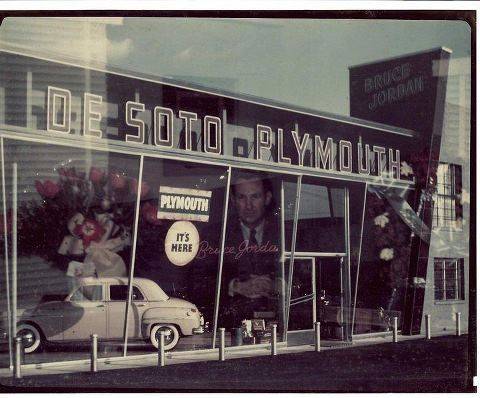 BRUCE
JORDAN
DE SOTO PLYMOUTH
PLYMOUTH
IT'S
HERE
Bruce Jordan